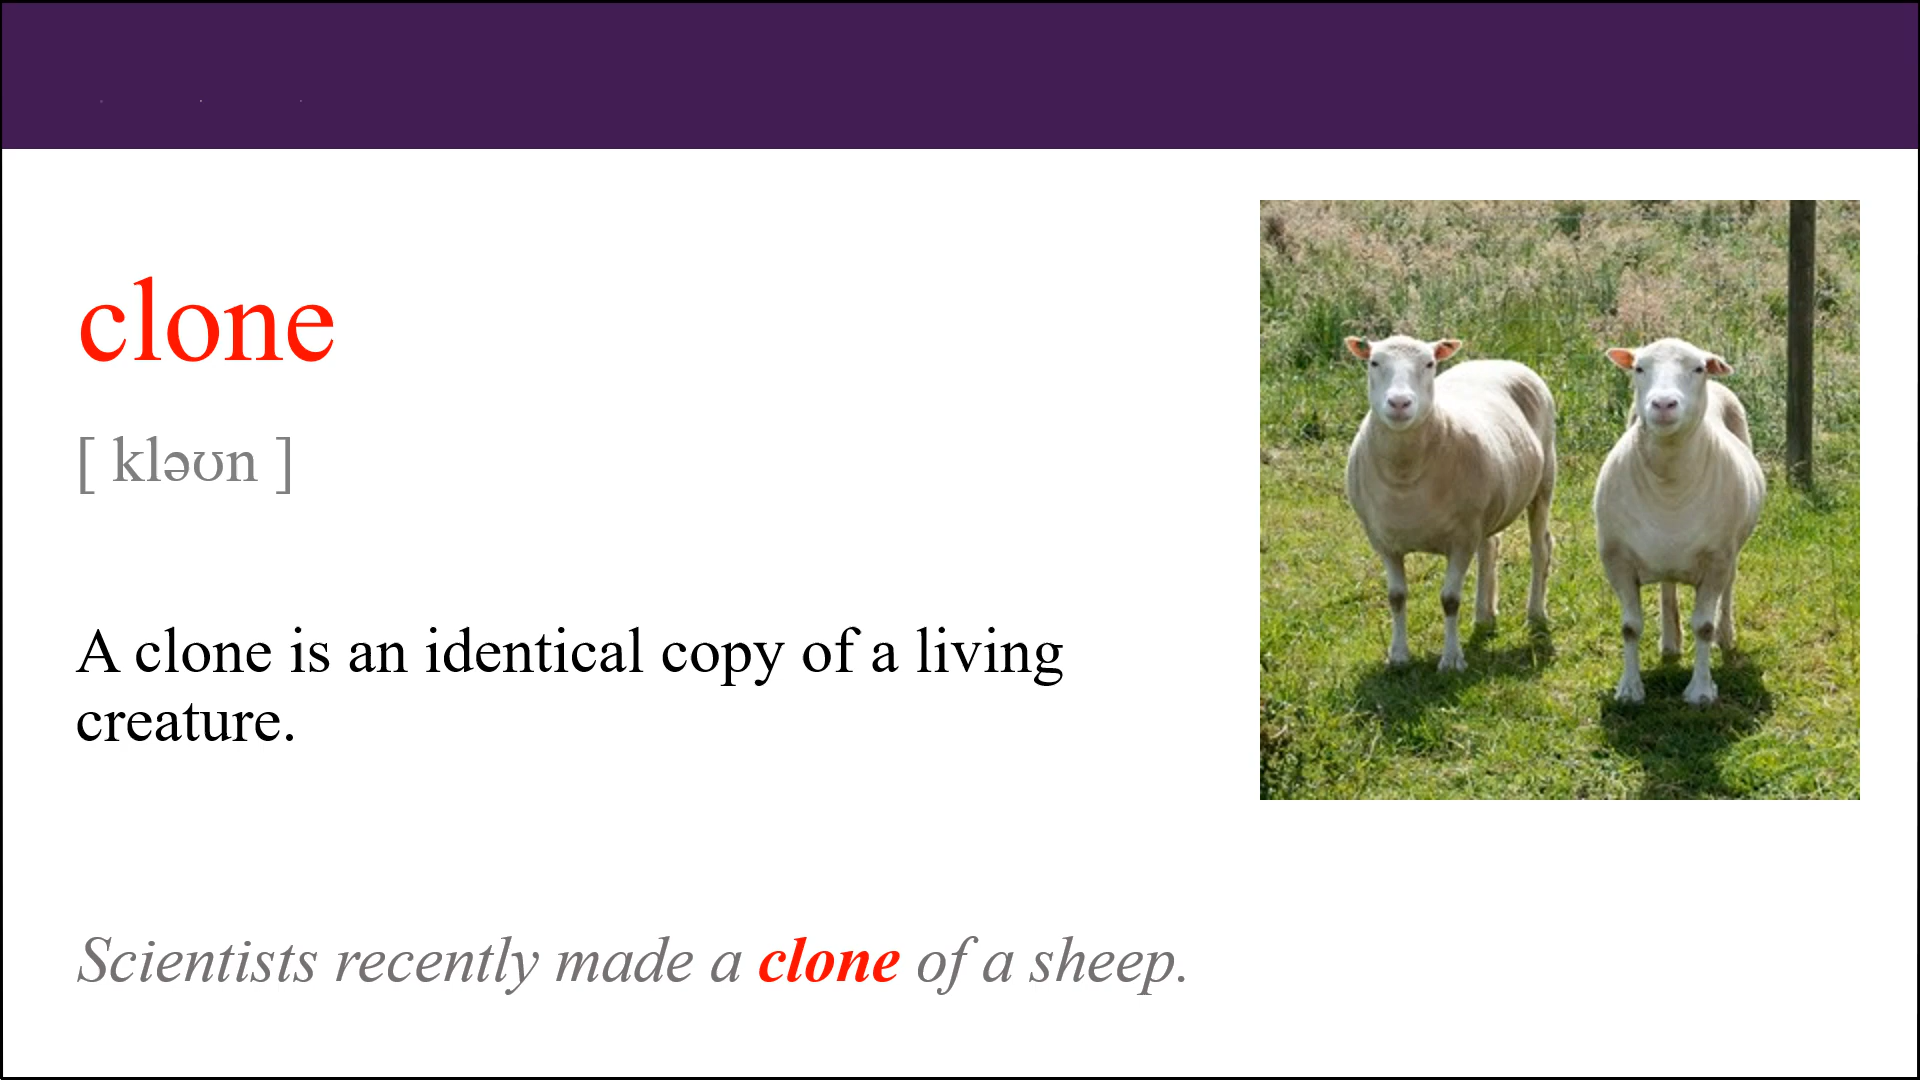 clone
[ kləʊn ]
A clone is an identical copy of a living
creature.
Scientists recently made a clone of a sheep.